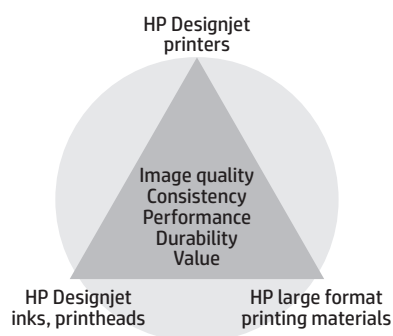 HP Designjet
printers
Image quality
Consistency
Performance
Durability
Value
HP Designjet
inks, printheads
HP large format
printing materials